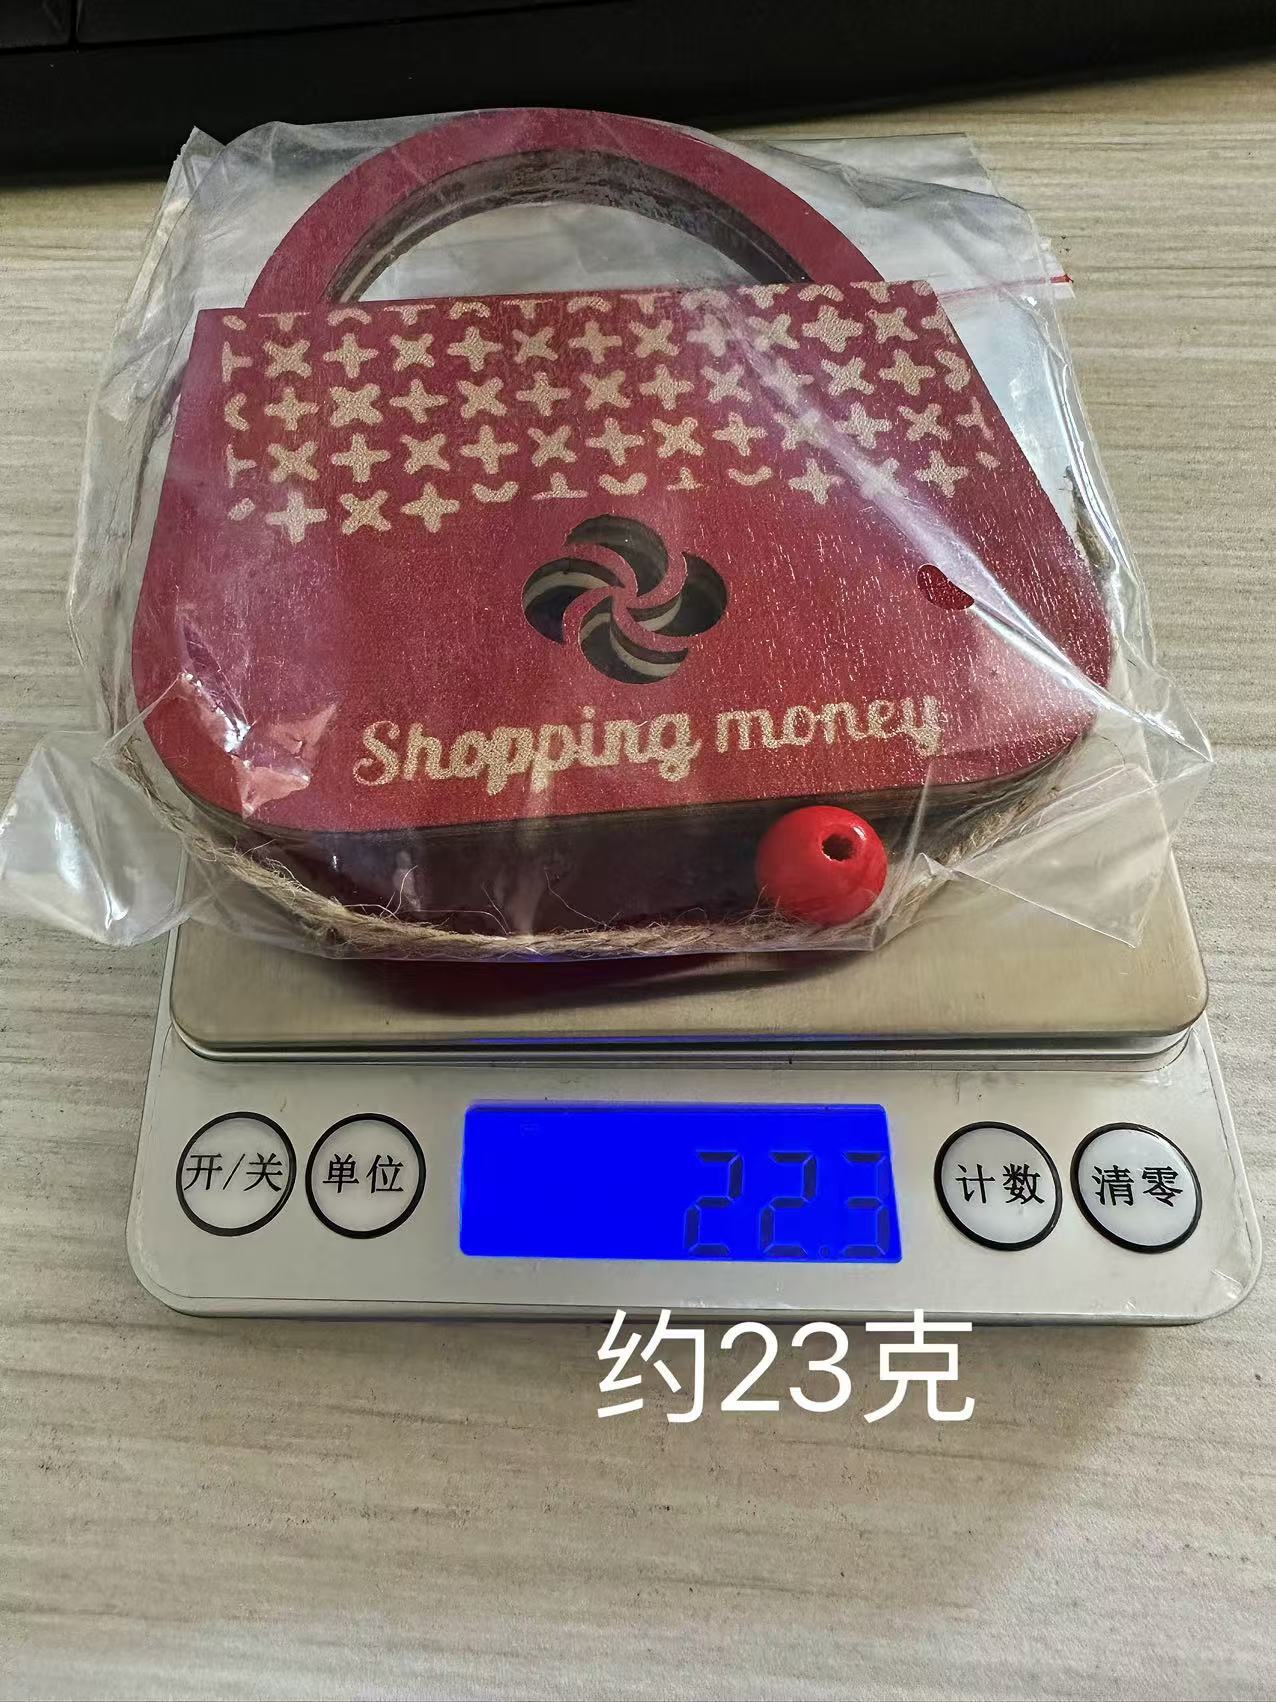 Shopping money
开/关
单位
22.3
计数
清零
约23克